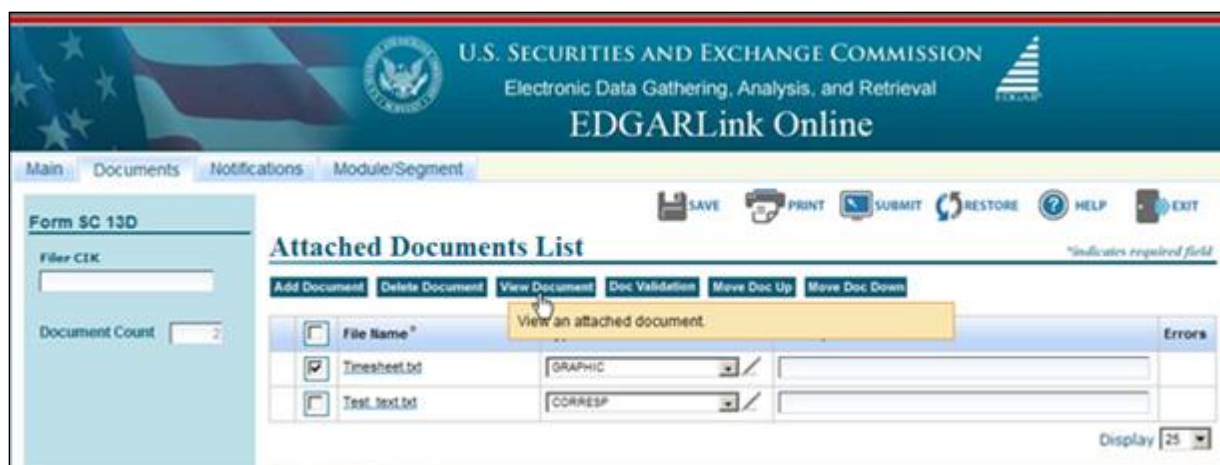 U.S. SECURITIES AND EXCHANGE COMMISSION
Electronic Data Gathering, Analysis, and Retrieval
EDGAR
EDGARLink Online
Main Documents Notifications Module/Segment
SAVE PRINT SUBMIT RESTORE HELP EXIT
Form SC 13D
Attached Documents List
*indicates required field
Filer CIK
Add Document Delete Document View Document Doc Validation Move Doc Up Move Doc Down
View an attached document.
Document Count 2
File Name* Errors
Timesheet.txt GRAPHIC
Test_text.txt CORRESP
Display 25